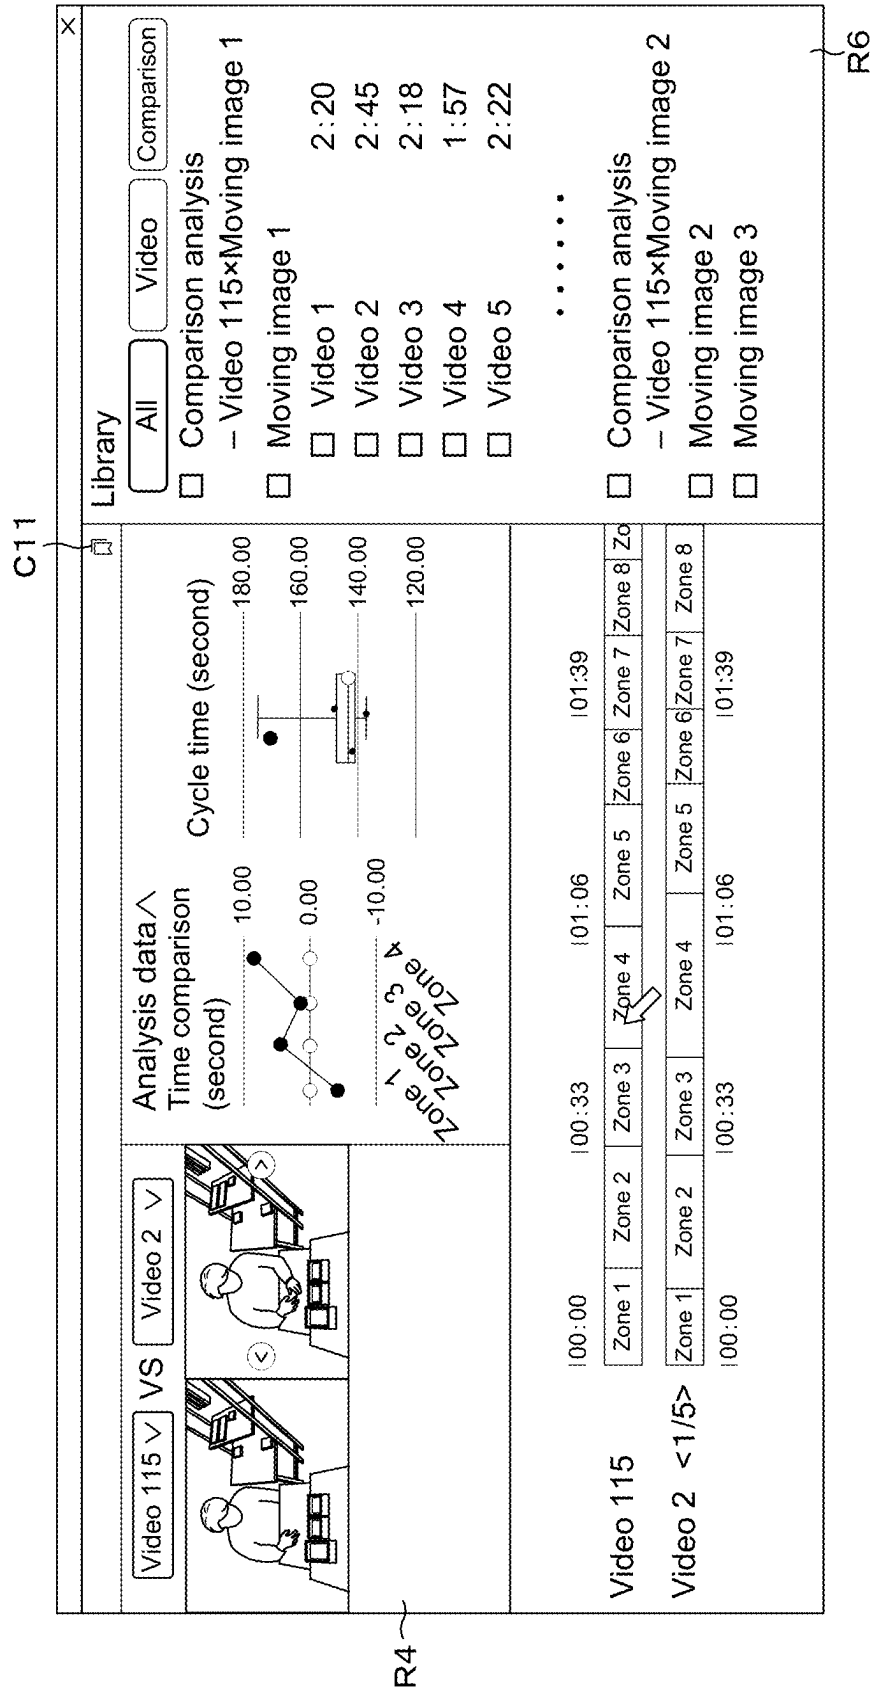 C11
×
Video 115 ∨ VS Video 2 ∨
< >
Analysis data ∧
Time comparison
(second)
10.00
0.00
-10.00
Zone 1
Zone 2
Zone 3
Zone 4
Cycle time (second)
180.00
160.00
140.00
120.00
Library
All Video Comparison
□ Comparison analysis
– Video 115×Moving image 1
□ Moving image 1
□ Video 1 2:20
□ Video 2 2:45
□ Video 3 2:18
□ Video 4 1:57
□ Video 5 2:22
······
□ Comparison analysis
– Video 115×Moving image 2
□ Moving image 2
□ Moving image 3
R4
R6
|00:00 |00:33 |01:06 |01:39
Video 115 Zone 1 Zone 2 Zone 3 Zone 4 Zone 5 Zone 6 Zone 7 Zone 8 Zo
Video 2 <1/5> Zone 1 Zone 2 Zone 3 Zone 4 Zone 5 Zone 6 Zone 7 Zone 8
|00:00 |00:33 |01:06 |01:39